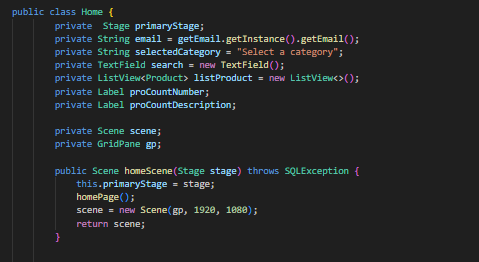 public class Home {
    private  Stage primaryStage;
    private String email = getEmail.getInstance().getEmail();
    private String selectedCategory = "Select a category";
    private TextField search = new TextField();
    private ListView<Product> listProduct = new ListView<>();
    private Label proCountNumber;
    private Label proCountDescription;

    private Scene scene;
    private GridPane gp;

    public Scene homeScene(Stage stage) throws SQLException {
        this.primaryStage = stage;
        homePage();
        scene = new Scene(gp, 1920, 1080);
        return scene;
    }